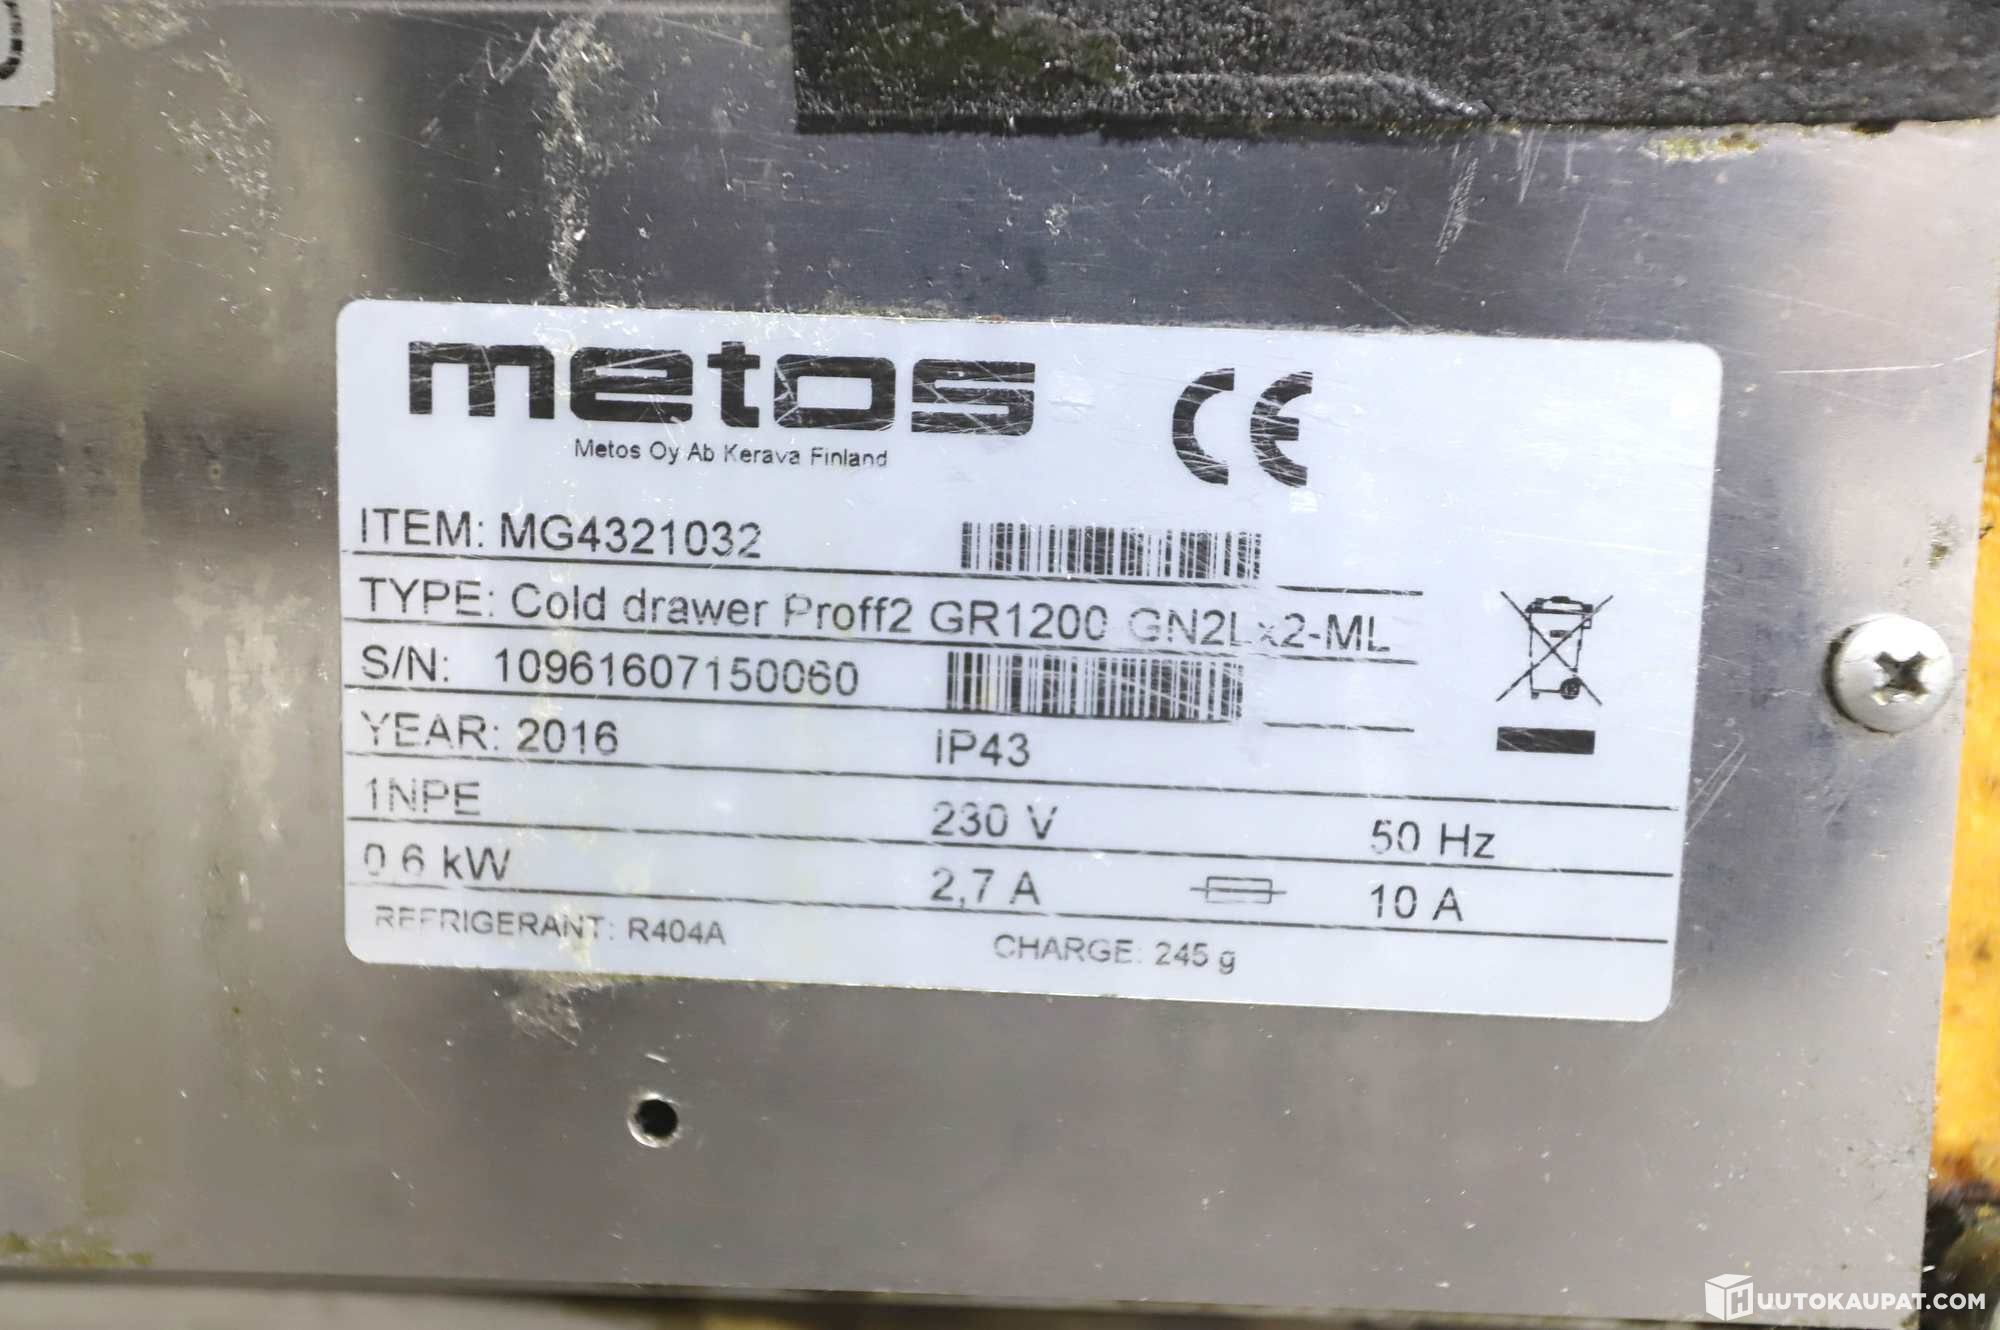 metos CE
Metos Oy Ab Kerava Finland
ITEM: MG4321032
TYPE: Cold drawer Proff2 GR1200 GN2Lx2-ML
S/N: 10961607150060
YEAR: 2016 IP43
1NPE 230 V 50 Hz
0,6 kW 2,7 A 10 A
REFRIGERANT: R404A CHARGE: 245 g
HUUTOKAUPAT.COM